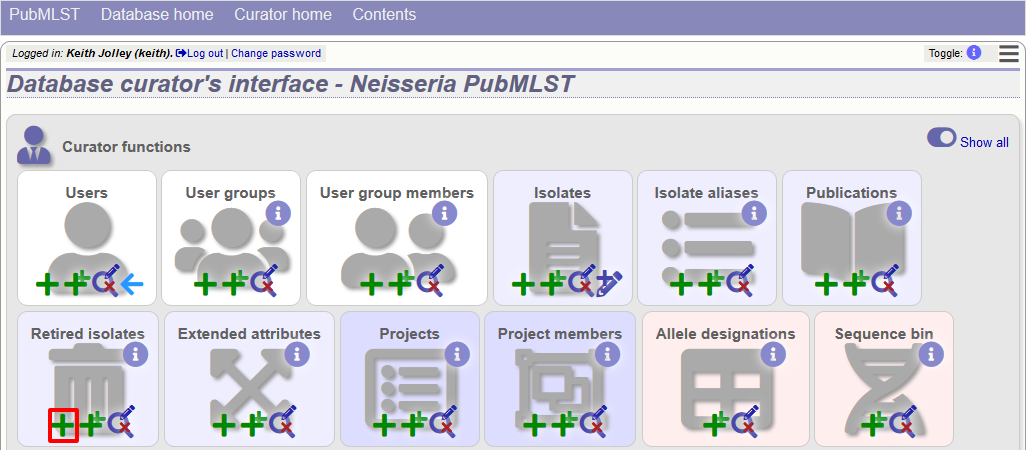 PubMLST Database home Curator home Contents
Logged in: Keith Jolley (keith). Log out | Change password Toggle: i
Database curator's interface - Neisseria PubMLST
Curator functions Show all
Users User groups User group members Isolates Isolate aliases Publications
Retired isolates Extended attributes Projects Project members Allele designations Sequence bin